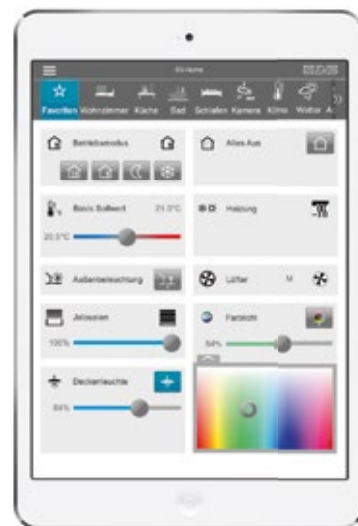 Favoriten Wohnzimmer Küche Bad Schlafen Kamera Klima Wetter
Betriebsmodus
Alles Aus
Basis Sollwert 21.0°C
Heizung
20.5°C
Außenbeleuchtung
Lüfter M
Jalousien
Farblicht
100%
64%
Deckenleuchte
64%